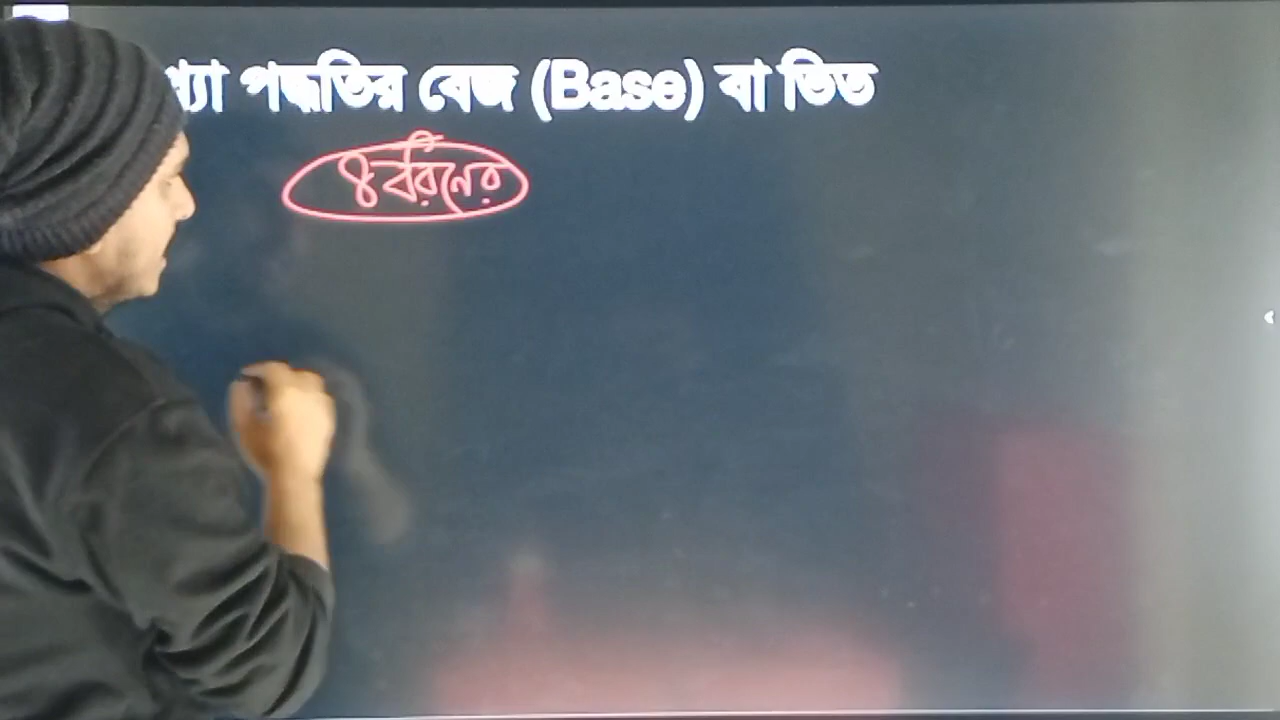 খ্যা পদ্ধতির বেজ (Base) বা ভিত
৪ ধরনের